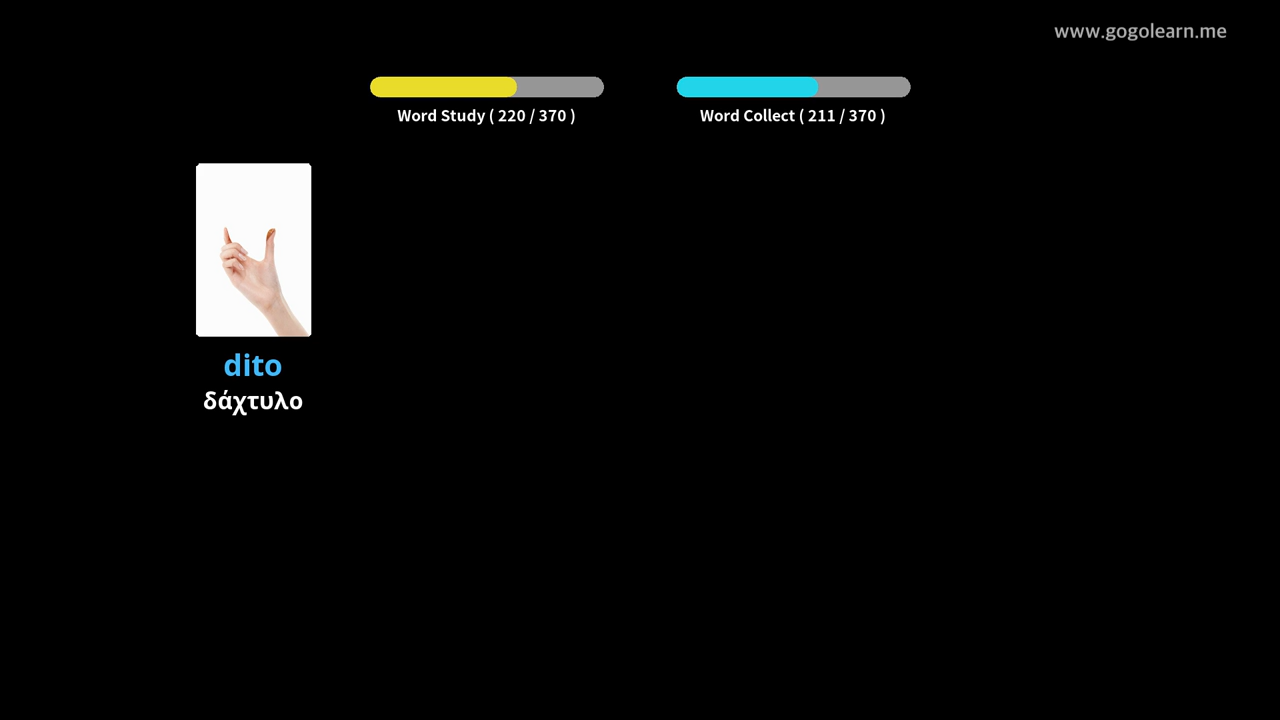 www.gogolearn.me
Word Study ( 220 / 370 )
Word Collect ( 211 / 370 )
dito
δάχτυλο